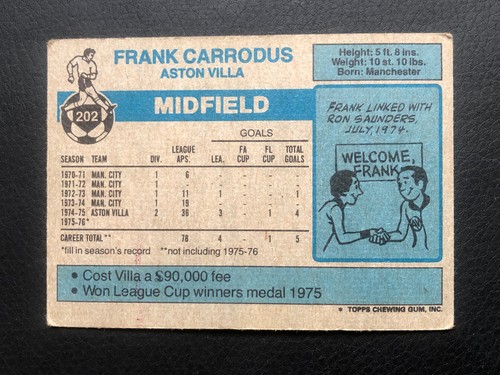 FRANK CARRODUS
ASTON VILLA
Height: 5 ft. 8 ins.
Weight: 10 st. 10 lbs.
Born: Manchester
202
MIDFIELD
FRANK LINKED WITH
RON SAUNDERS,
JULY, 1974.
WELCOME,
FRANK
GOALS
LEAGUE FA FL TOTAL
SEASON TEAM DIV. APS. LEA. CUP CUP GOALS
1970-71 MAN. CITY 1 6
1971-72 MAN. CITY 1
1972-73 MAN. CITY 1 11 1 1
1973-74 MAN. CITY 1 19
1974-75 ASTON VILLA 2 36 3 1 4
1975-76*
CAREER TOTAL** 78 4 1 5
*fill in season's record **not including 1975-76
• Cost Villa a £90,000 fee
• Won League Cup winners medal 1975
* TOPPS CHEWING GUM, INC.